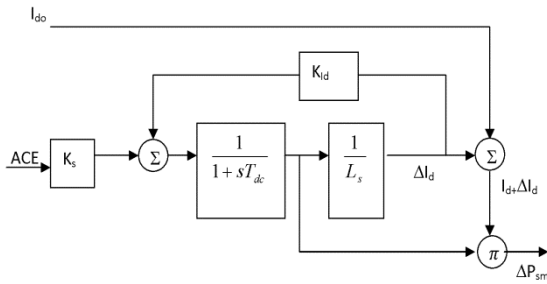 I_do
K_Id
ACE
K_s
Σ
1
1 + sT_dc
1
L_s
ΔI_d
Σ
I_d+ΔI_d
π
ΔP_sm